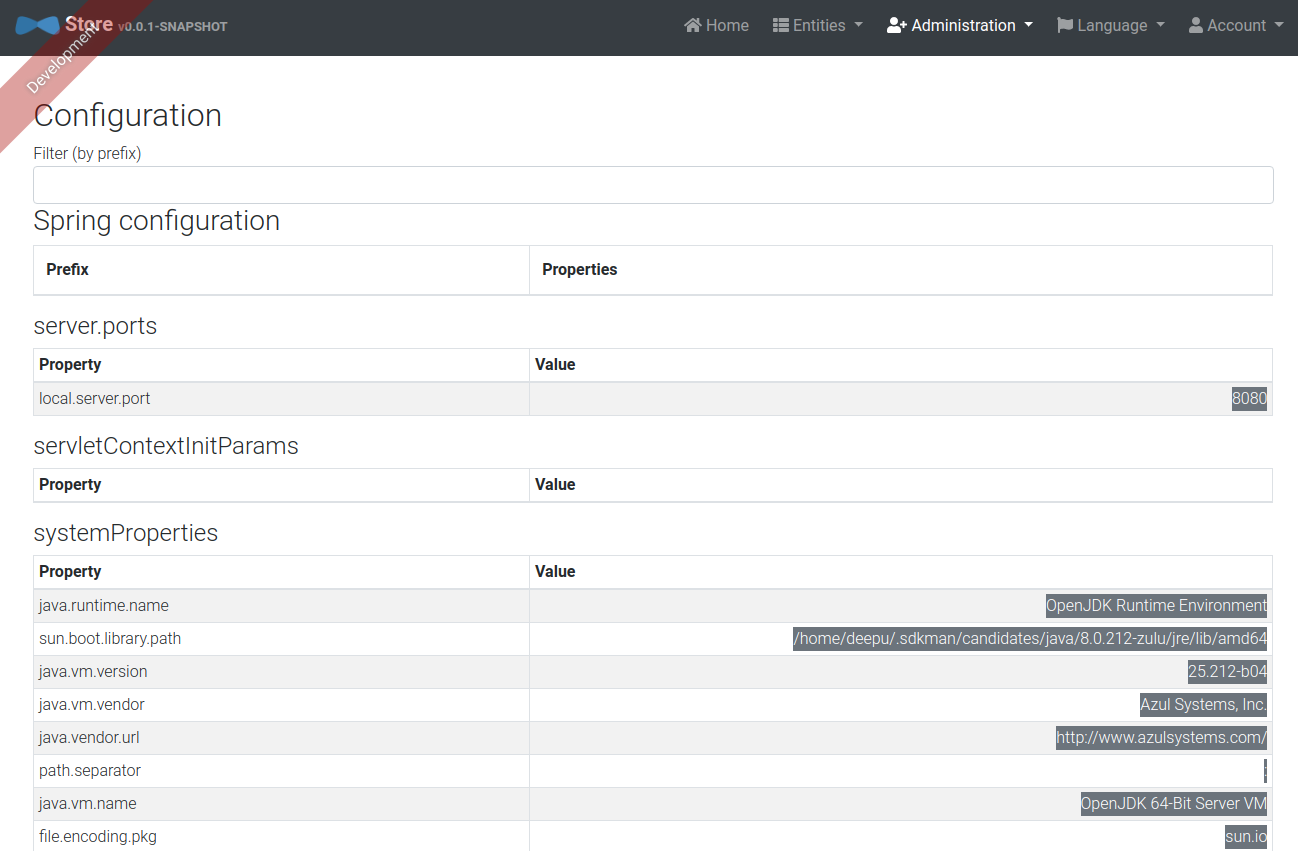 Store v0.0.1-SNAPSHOT Home Entities Administration Language Account
Development
Configuration
Filter (by prefix)
Spring configuration
Prefix Properties
server.ports
Property Value
local.server.port 8080
servletContextInitParams
Property Value
systemProperties
Property Value
java.runtime.name OpenJDK Runtime Environment
sun.boot.library.path /home/deepu/.sdkman/candidates/java/8.0.212-zulu/jre/lib/amd64
java.vm.version 25.212-b04
java.vm.vendor Azul Systems, Inc.
java.vendor.url http://www.azulsystems.com/
path.separator :
java.vm.name OpenJDK 64-Bit Server VM
file.encoding.pkg sun.io